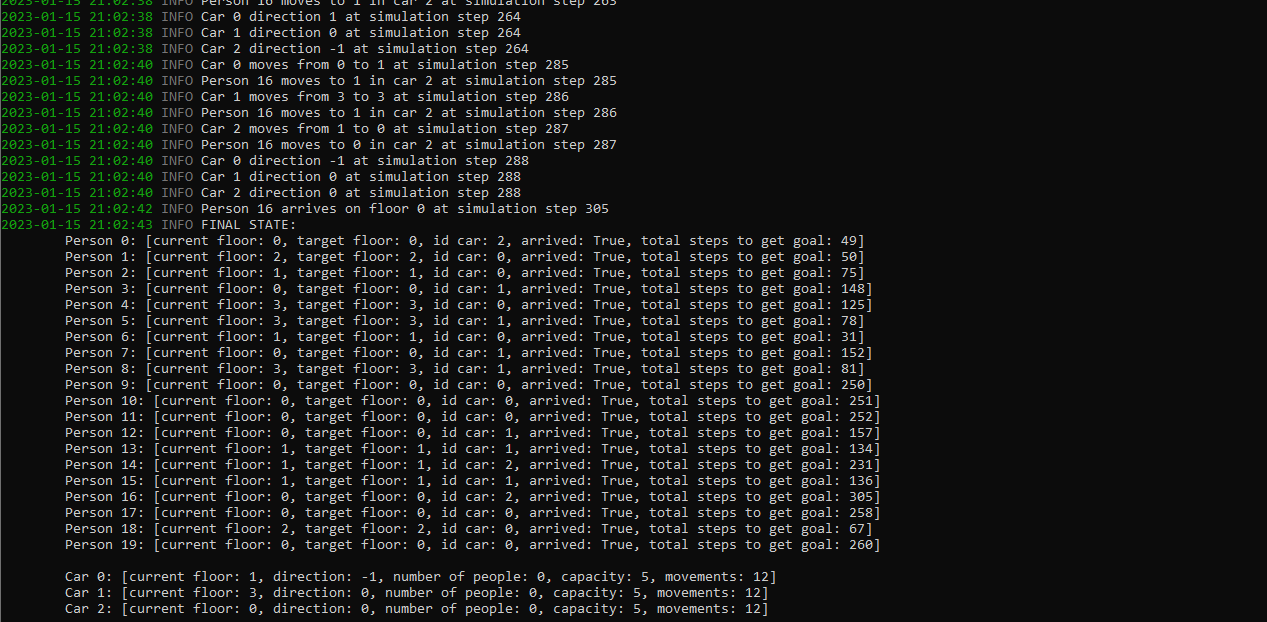 2023-01-15 21:02:38 INFO Person 16 moves to 1 in car 2 at simulation step 263
2023-01-15 21:02:38 INFO Car 0 direction 1 at simulation step 264
2023-01-15 21:02:38 INFO Car 1 direction 0 at simulation step 264
2023-01-15 21:02:38 INFO Car 2 direction -1 at simulation step 264
2023-01-15 21:02:40 INFO Car 0 moves from 0 to 1 at simulation step 285
2023-01-15 21:02:40 INFO Person 16 moves to 1 in car 2 at simulation step 285
2023-01-15 21:02:40 INFO Car 1 moves from 3 to 3 at simulation step 286
2023-01-15 21:02:40 INFO Person 16 moves to 1 in car 2 at simulation step 286
2023-01-15 21:02:40 INFO Car 2 moves from 1 to 0 at simulation step 287
2023-01-15 21:02:40 INFO Person 16 moves to 0 in car 2 at simulation step 287
2023-01-15 21:02:40 INFO Car 0 direction -1 at simulation step 288
2023-01-15 21:02:40 INFO Car 1 direction 0 at simulation step 288
2023-01-15 21:02:40 INFO Car 2 direction 0 at simulation step 288
2023-01-15 21:02:42 INFO Person 16 arrives on floor 0 at simulation step 305
2023-01-15 21:02:43 INFO FINAL STATE:
Person 0: [current floor: 0, target floor: 0, id car: 2, arrived: True, total steps to get goal: 49]
Person 1: [current floor: 2, target floor: 2, id car: 0, arrived: True, total steps to get goal: 50]
Person 2: [current floor: 1, target floor: 1, id car: 0, arrived: True, total steps to get goal: 75]
Person 3: [current floor: 0, target floor: 0, id car: 1, arrived: True, total steps to get goal: 148]
Person 4: [current floor: 3, target floor: 3, id car: 0, arrived: True, total steps to get goal: 125]
Person 5: [current floor: 3, target floor: 3, id car: 1, arrived: True, total steps to get goal: 78]
Person 6: [current floor: 1, target floor: 1, id car: 0, arrived: True, total steps to get goal: 31]
Person 7: [current floor: 0, target floor: 0, id car: 1, arrived: True, total steps to get goal: 152]
Person 8: [current floor: 3, target floor: 3, id car: 1, arrived: True, total steps to get goal: 81]
Person 9: [current floor: 0, target floor: 0, id car: 0, arrived: True, total steps to get goal: 250]
Person 10: [current floor: 0, target floor: 0, id car: 0, arrived: True, total steps to get goal: 251]
Person 11: [current floor: 0, target floor: 0, id car: 0, arrived: True, total steps to get goal: 252]
Person 12: [current floor: 0, target floor: 0, id car: 1, arrived: True, total steps to get goal: 157]
Person 13: [current floor: 1, target floor: 1, id car: 1, arrived: True, total steps to get goal: 134]
Person 14: [current floor: 1, target floor: 1, id car: 2, arrived: True, total steps to get goal: 231]
Person 15: [current floor: 1, target floor: 1, id car: 1, arrived: True, total steps to get goal: 136]
Person 16: [current floor: 0, target floor: 0, id car: 2, arrived: True, total steps to get goal: 305]
Person 17: [current floor: 0, target floor: 0, id car: 0, arrived: True, total steps to get goal: 258]
Person 18: [current floor: 2, target floor: 2, id car: 0, arrived: True, total steps to get goal: 67]
Person 19: [current floor: 0, target floor: 0, id car: 0, arrived: True, total steps to get goal: 260]
Car 0: [current floor: 1, direction: -1, number of people: 0, capacity: 5, movements: 12]
Car 1: [current floor: 3, direction: 0, number of people: 0, capacity: 5, movements: 12]
Car 2: [current floor: 0, direction: 0, number of people: 0, capacity: 5, movements: 12]